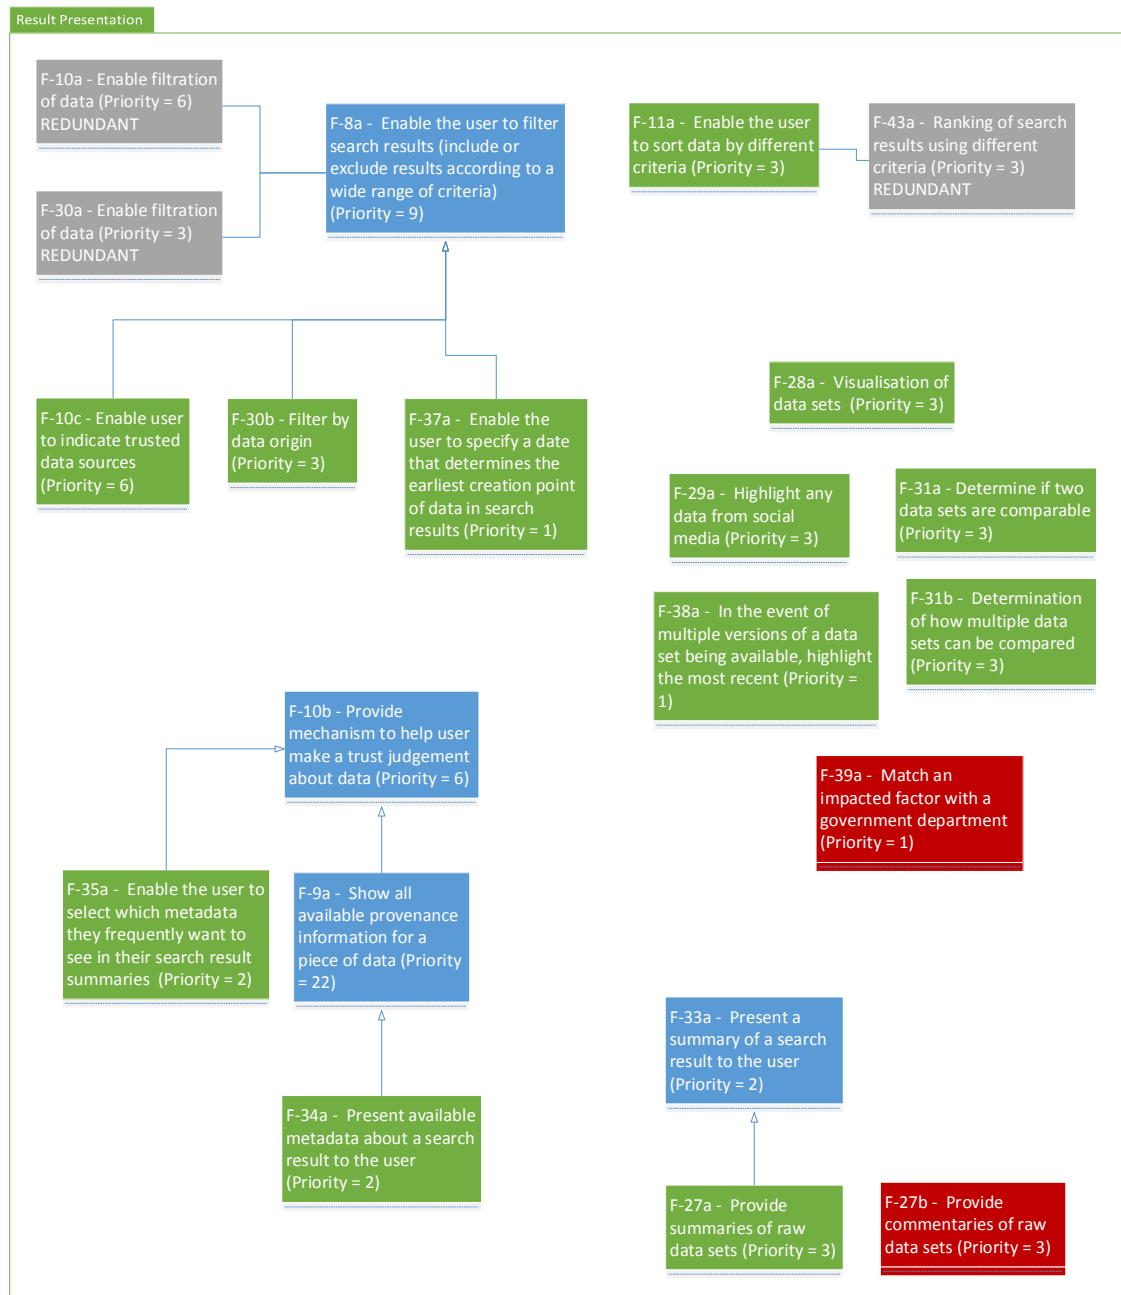 Result Presentation
F-10a - Enable filtration
of data (Priority = 6)
REDUNDANT
F-8a -  Enable the user to filter
search results (include or
exclude results according to a
wide range of criteria)
(Priority = 9)
F-30a - Enable filtration
of data (Priority = 3)
REDUNDANT
F-11a -  Enable the user
to sort data by different
criteria (Priority = 3)
F-43a -  Ranking of search
results using different
criteria (Priority = 3)
REDUNDANT
F-10c - Enable user
to indicate trusted
data sources
(Priority = 6)
F-30b - Filter by
data origin
(Priority = 3)
F-37a -  Enable the
user to specify a date
that determines the
earliest creation point
of data in search
results (Priority = 1)
F-28a -  Visualisation of
data sets  (Priority = 3)
F-29a -  Highlight any
data from social
media (Priority = 3)
F-31a - Determine if two
data sets are comparable
(Priority = 3)
F-38a -  In the event of
multiple versions of a data
set being available, highlight
the most recent (Priority =
1)
F-31b -  Determination
of how multiple data
sets can be compared
(Priority = 3)
F-10b - Provide
mechanism to help user
make a trust judgement
about data (Priority = 6)
F-39a -  Match an
impacted factor with a
government department
(Priority = 1)
F-35a -  Enable the user to
select which metadata
they frequently want to
see in their search result
summaries  (Priority = 2)
F-9a -  Show all
available provenance
information for a
piece of data (Priority
= 22)
F-33a -  Present a
summary of a search
result to the user
(Priority = 2)
F-34a -  Present available
metadata about a search
result to the user
(Priority = 2)
F-27a -  Provide
summaries of raw
data sets (Priority = 3)
F-27b -  Provide
commentaries of raw
data sets (Priority = 3)